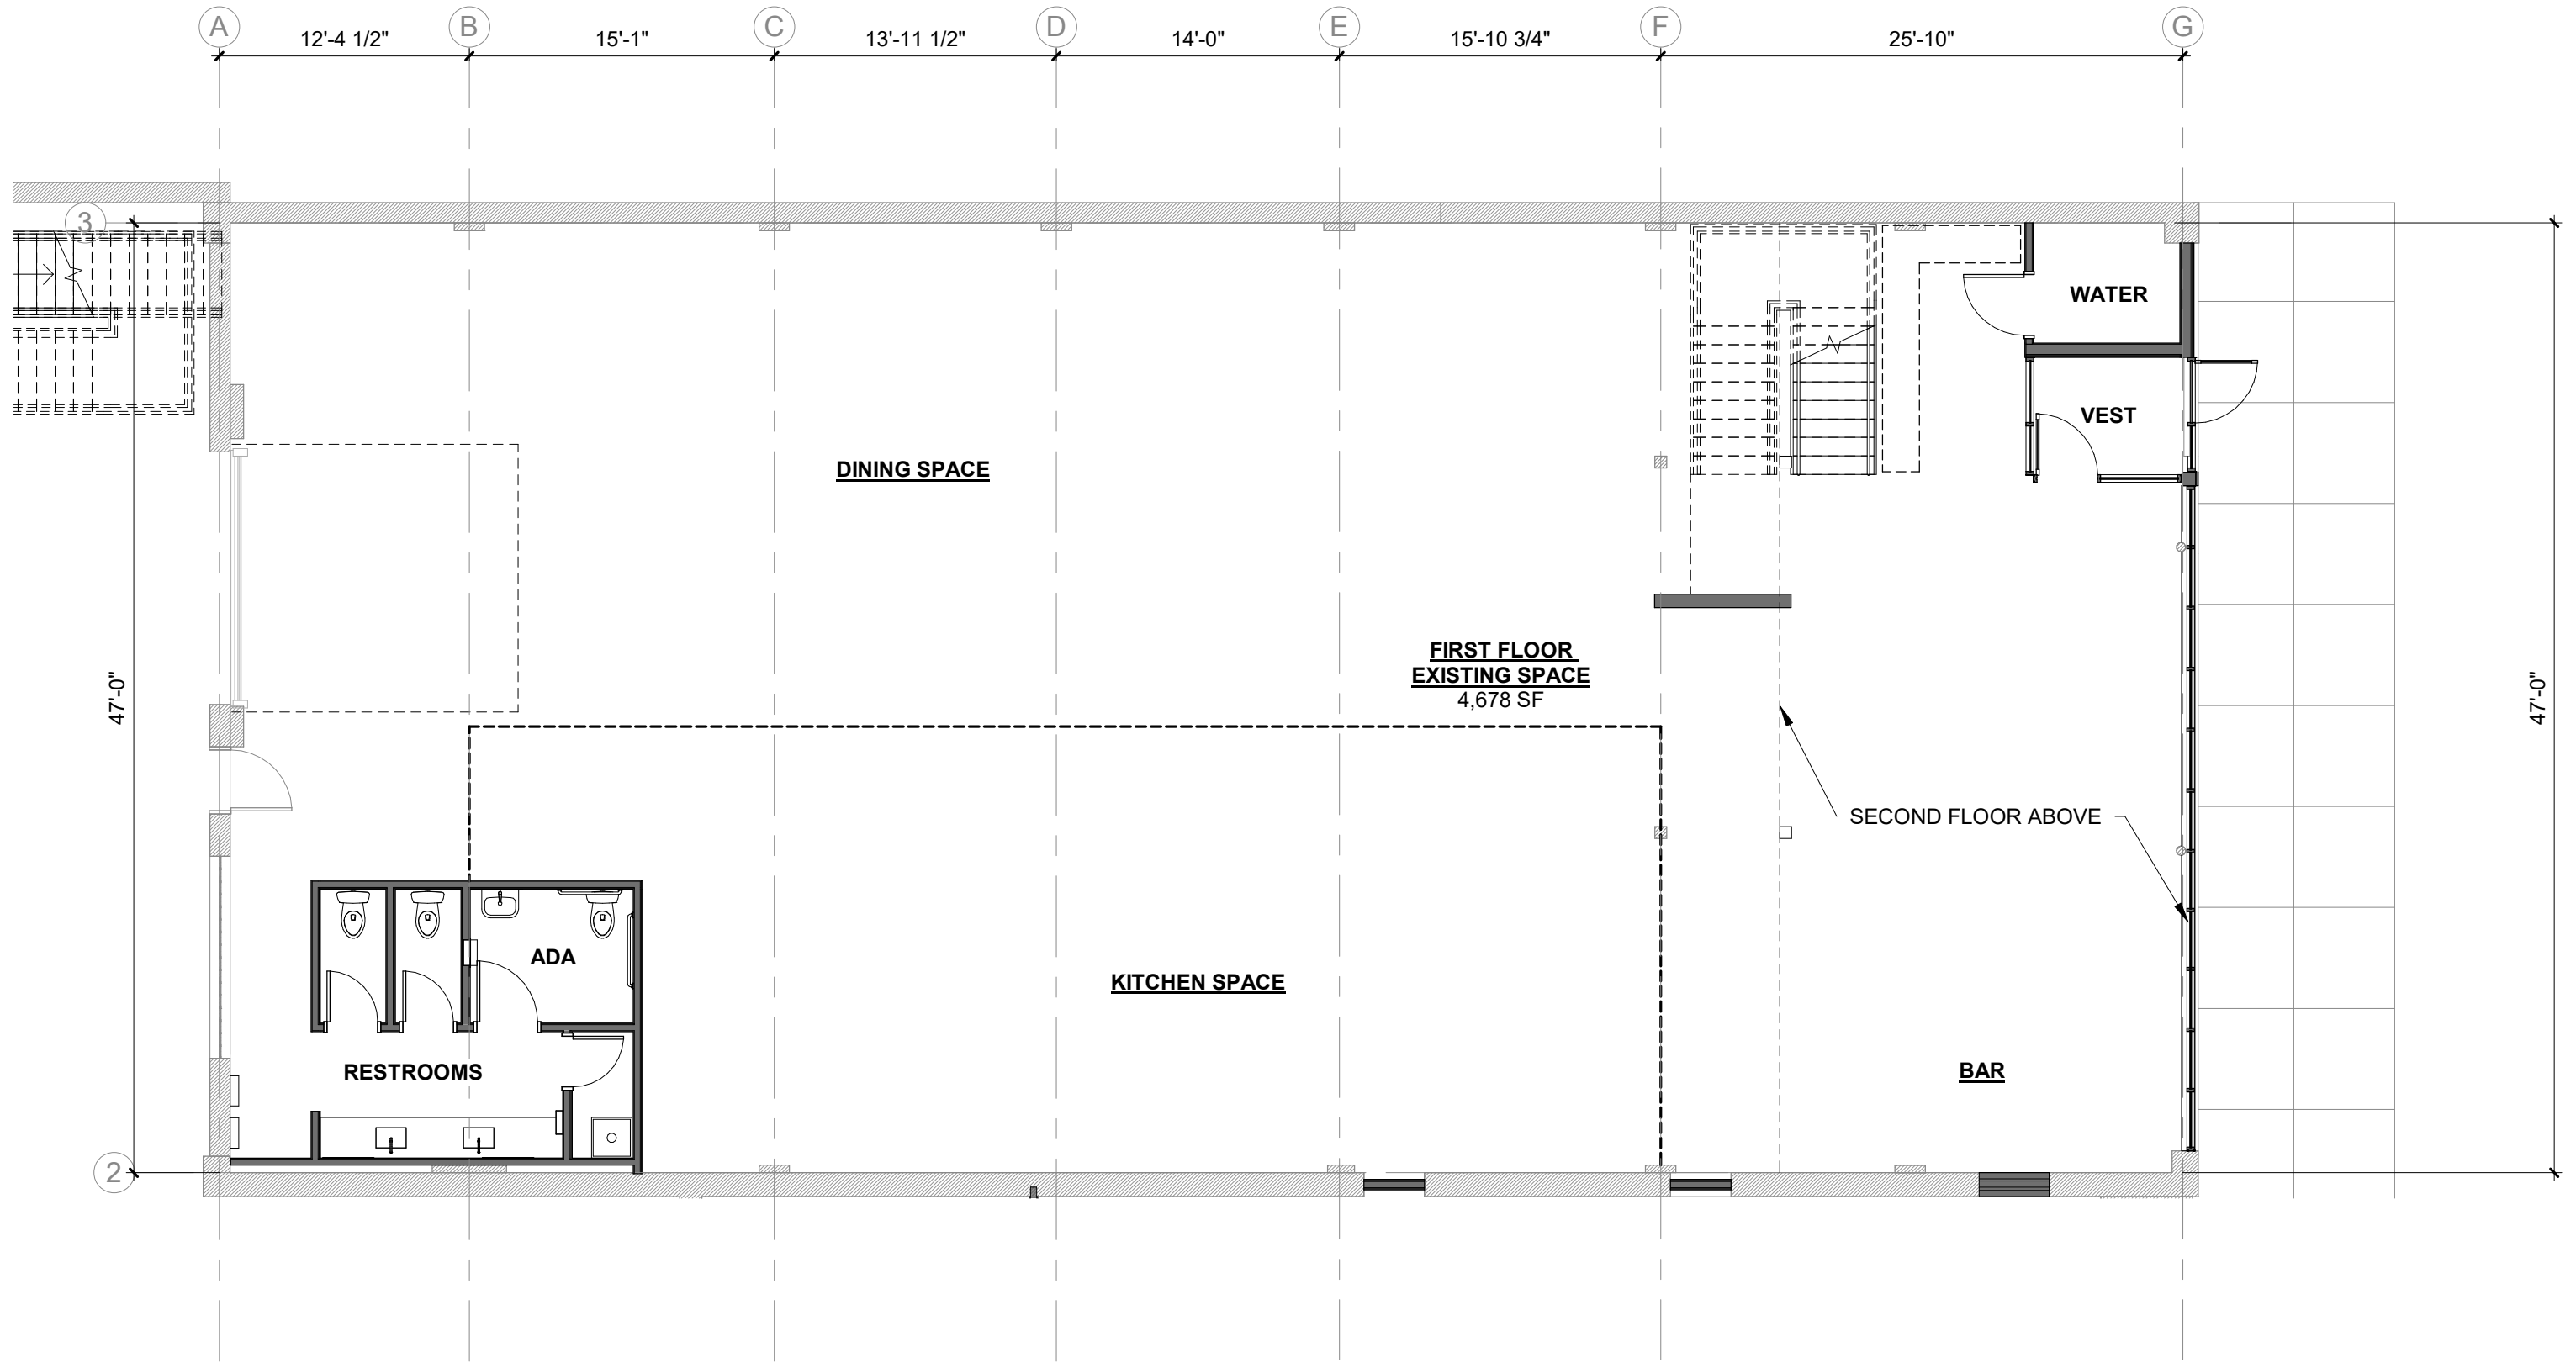 A B C D E F G
12'-4 1/2" 15'-1" 13'-11 1/2" 14'-0" 15'-10 3/4" 25'-10"
3
WATER
VEST
DINING SPACE
FIRST FLOOR
EXISTING SPACE
4,678 SF
47'-0"
47'-0"
SECOND FLOOR ABOVE
ADA
KITCHEN SPACE
RESTROOMS
BAR
2